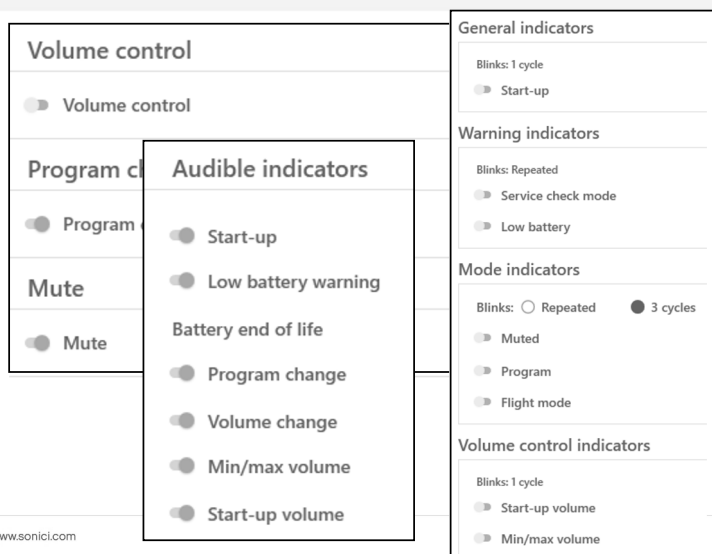 Volume control
Volume control
Program
Program
Mute
Mute
Audible indicators
Start-up
Low battery warning
Battery end of life
Program change
Volume change
Min/max volume
Start-up volume
General indicators
Blinks: 1 cycle
Start-up
Warning indicators
Blinks: Repeated
Service check mode
Low battery
Mode indicators
Blinks: Repeated 3 cycles
Muted
Program
Flight mode
Volume control indicators
Blinks: 1 cycle
Start-up volume
Min/max volume
ww.sonici.com